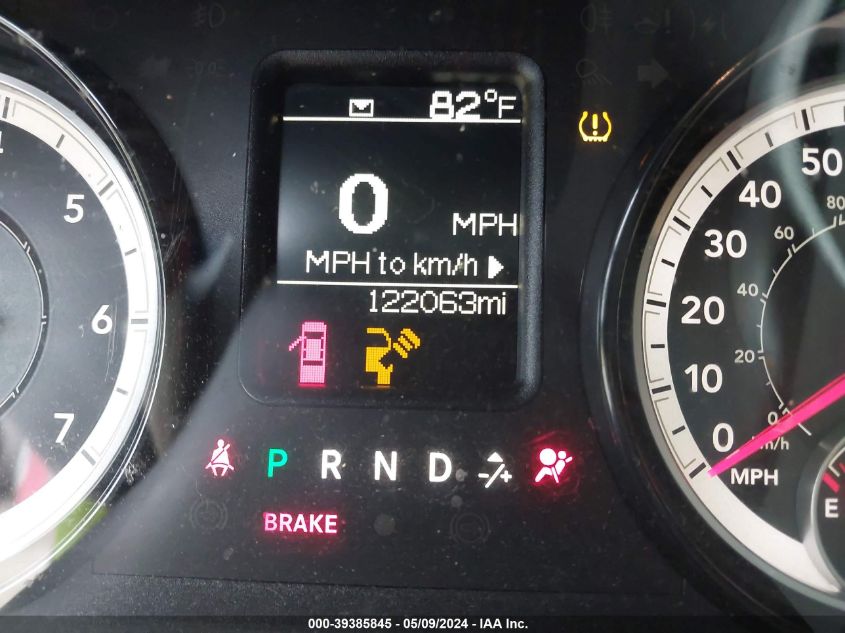 82°F
0 MPH
MPH to km/h
122063mi
5
6
7
P R N D -/+
BRAKE
50
40
30
20
10
0
MPH
80
60
40
20
0
km/h
E
000-39385845 - 05/09/2024 - IAA Inc.